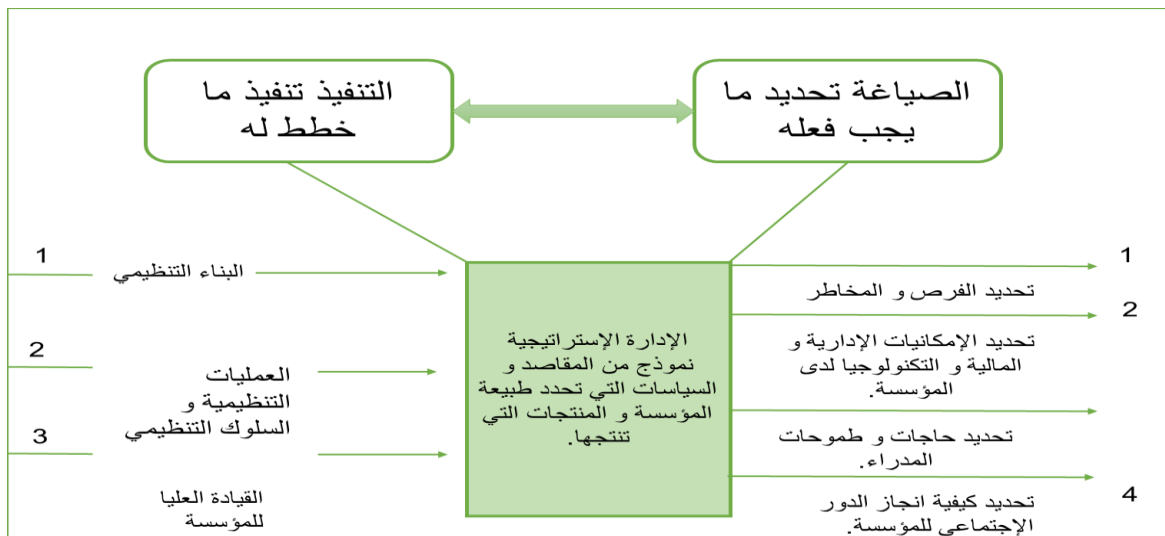 الصياغة تحديد ما
يجب فعله
التنفيذ تنفيذ ما
خطط له
1
تحديد الفرص و المخاطر
2
تحديد الإمكانيات الإدارية و
المالية و التكنولوجيا لدى
المؤسسة.
تحديد حاجات و طموحات
المدراء.
4
تحديد كيفية انجاز الدور
الإجتماعي للمؤسسة.
الإدارة الإستراتيجية
نموذج من المقاصد و
السياسات التي تحدد طبيعة
المؤسسة و المنتجات التي
تنتجها.
1
البناء التنظيمي
2
العمليات
التنظيمية و
السلوك التنظيمي
3
القيادة العليا
للمؤسسة